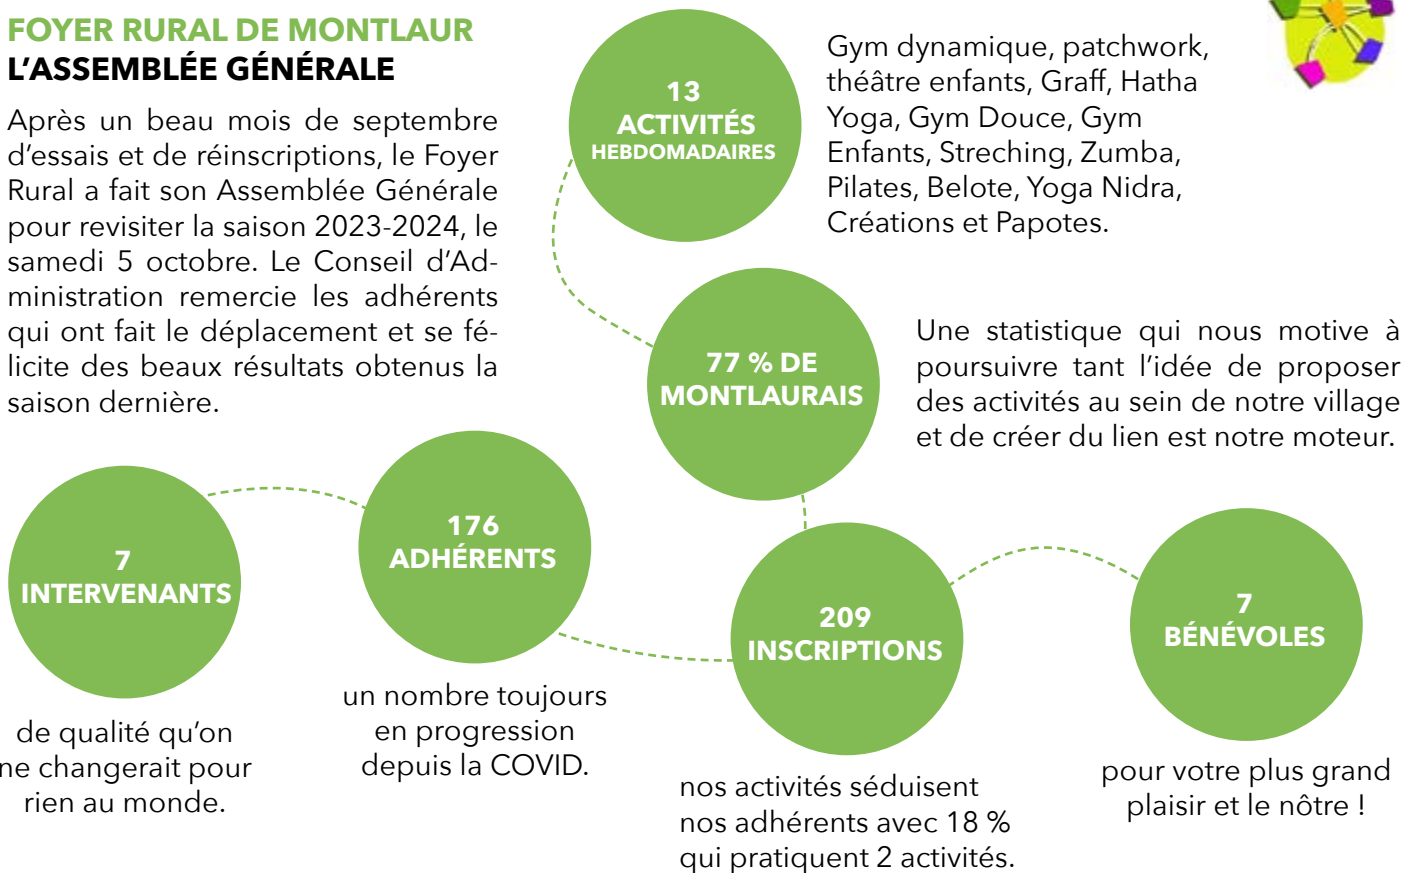 FOYER RURAL DE MONTLAUR
L’ASSEMBLÉE GÉNÉRALE
Après un beau mois de septembre
d’essais et de réinscriptions, le Foyer
Rural a fait son Assemblée Générale
pour revisiter la saison 2023-2024, le
samedi 5 octobre. Le Conseil d’Ad-
ministration remercie les adhérents
qui ont fait le déplacement et se fé-
licite des beaux résultats obtenus la
saison dernière.
13
ACTIVITÉS
HEBDOMADAIRES
Gym dynamique, patchwork,
théâtre enfants, Graff, Hatha
Yoga, Gym Douce, Gym
Enfants, Streching, Zumba,
Pilates, Belote, Yoga Nidra,
Créations et Papotes.
77 % DE
MONTLAURAIS
Une statistique qui nous motive à
poursuivre tant l’idée de proposer
des activités au sein de notre village
et de créer du lien est notre moteur.
7
INTERVENANTS
de qualité qu’on
ne changerait pour
rien au monde.
176
ADHÉRENTS
un nombre toujours
en progression
depuis la COVID.
209
INSCRIPTIONS
nos activités séduisent
nos adhérents avec 18 %
qui pratiquent 2 activités.
7
BÉNÉVOLES
pour votre plus grand
plaisir et le nôtre !